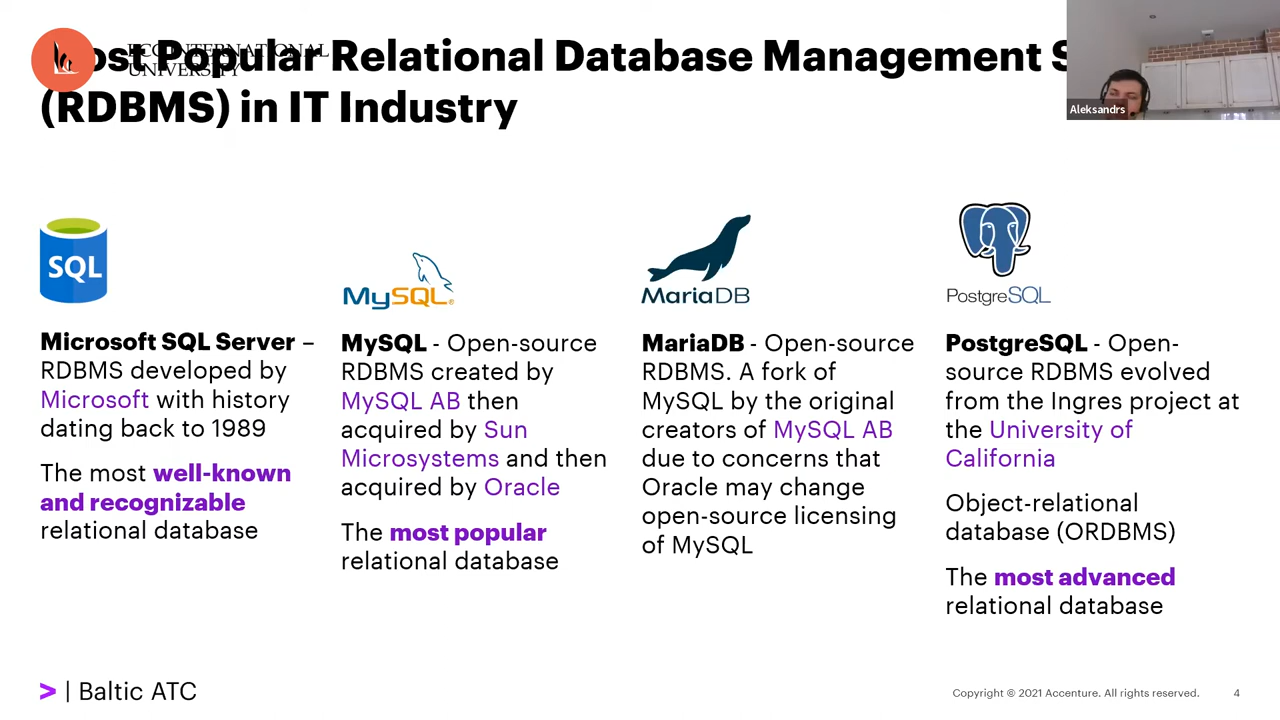 Most Popular Relational Database Management S
(RDBMS) in IT Industry
INTERNATIONAL
UNIVERSITY
Aleksandrs
SQL
MySQL®
MariaDB
PostgreSQL
Microsoft SQL Server –
RDBMS developed by
Microsoft with history
dating back to 1989
The most well-known
and recognizable
relational database
MySQL - Open-source
RDBMS created by
MySQL AB then
acquired by Sun
Microsystems and then
acquired by Oracle
The most popular
relational database
MariaDB - Open-source
RDBMS. A fork of
MySQL by the original
creators of MySQL AB
due to concerns that
Oracle may change
open-source licensing
of MySQL
PostgreSQL - Open-
source RDBMS evolved
from the Ingres project at
the University of
California
Object-relational
database (ORDBMS)
The most advanced
relational database
> | Baltic ATC
Copyright © 2021 Accenture. All rights reserved.
4